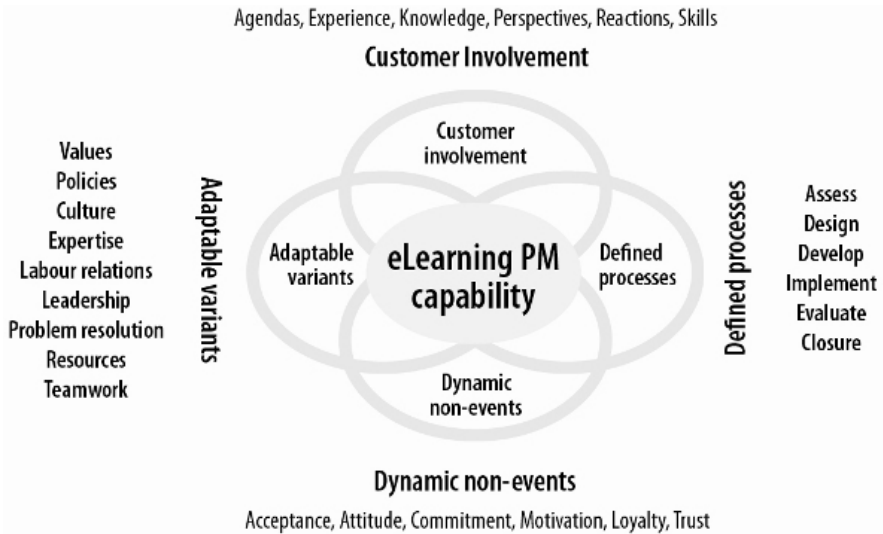 Agendas, Experience, Knowledge, Perspectives, Reactions, Skills
Customer Involvement
Customer
involvement
Values
Policies
Culture
Expertise
Labour relations
Leadership
Problem resolution
Resources
Teamwork
Adaptable variants
Adaptable
variants
eLearning PM
capability
Defined
processes
Defined processes
Assess
Design
Develop
Implement
Evaluate
Closure
Dynamic
non-events
Dynamic non-events
Acceptance, Attitude, Commitment, Motivation, Loyalty, Trust